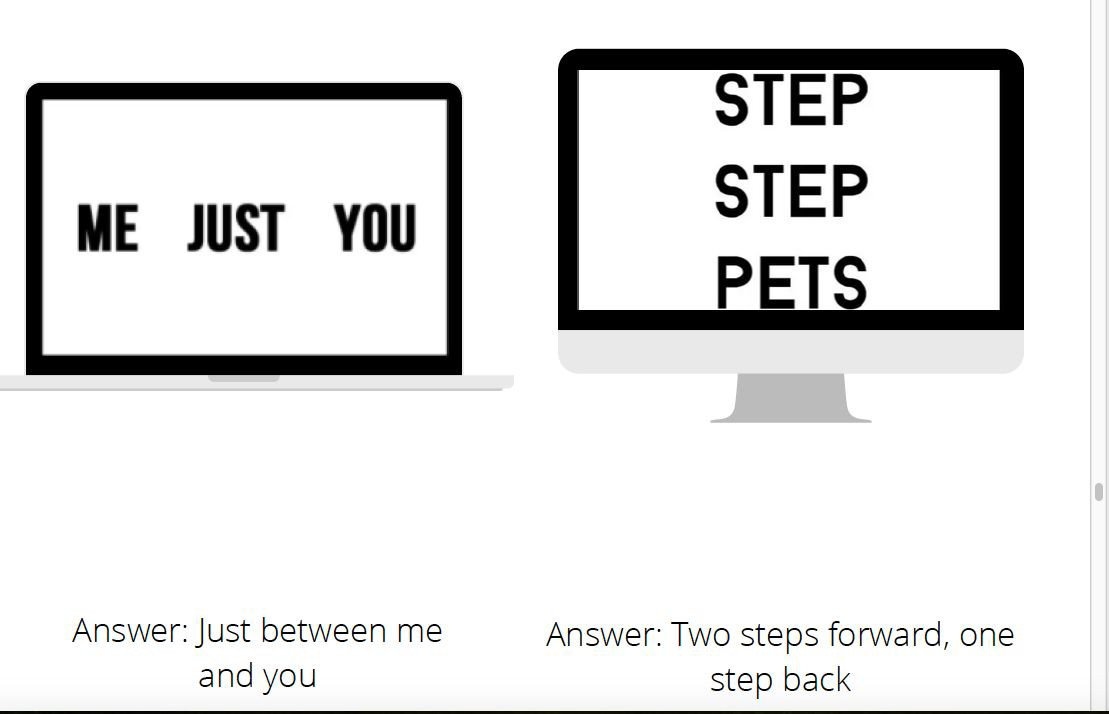 ME JUST YOU
STEP
STEP
PETS
Answer: Just between me
and you
Answer: Two steps forward, one
step back